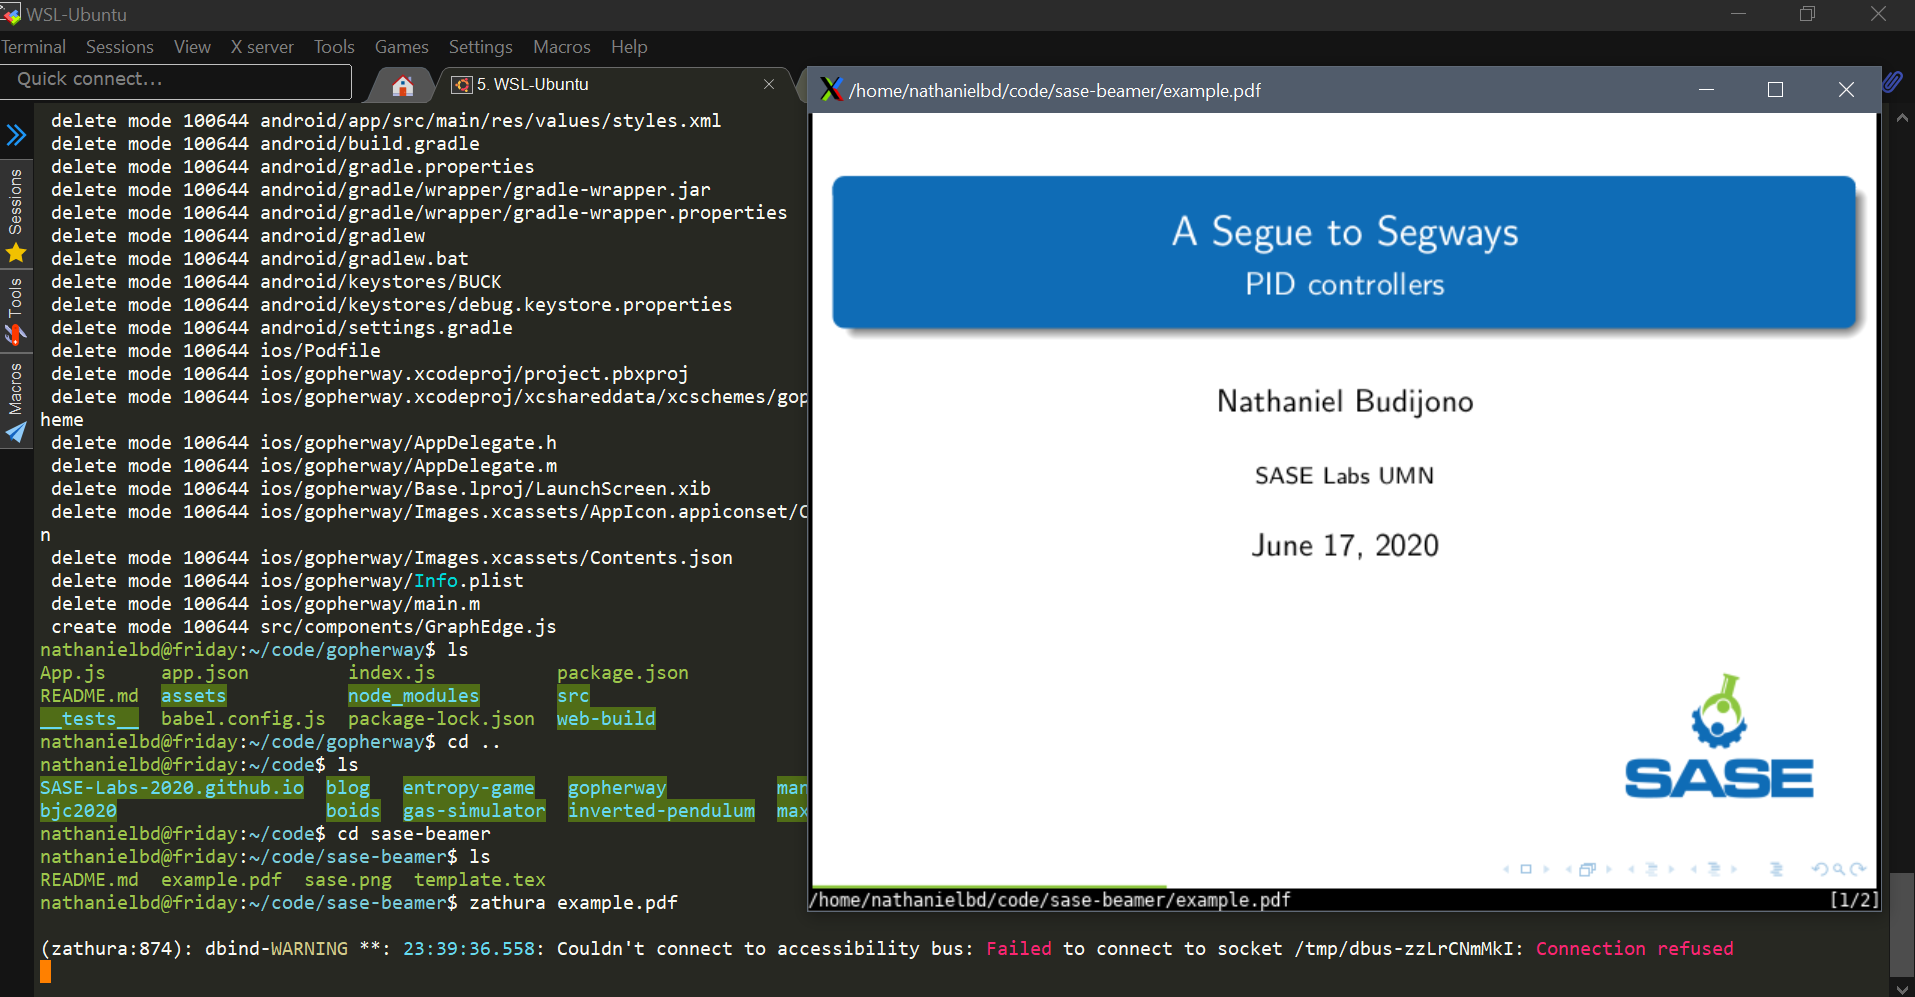 WSL-Ubuntu
Terminal Sessions View X server Tools Games Settings Macros Help
Quick connect...
5. WSL-Ubuntu
Sessions
Tools
Macros
delete mode 100644 android/app/src/main/res/values/styles.xml
delete mode 100644 android/build.gradle
delete mode 100644 android/gradle.properties
delete mode 100644 android/gradle/wrapper/gradle-wrapper.jar
delete mode 100644 android/gradle/wrapper/gradle-wrapper.properties
delete mode 100644 android/gradlew
delete mode 100644 android/gradlew.bat
delete mode 100644 android/keystores/BUCK
delete mode 100644 android/keystores/debug.keystore.properties
delete mode 100644 android/settings.gradle
delete mode 100644 ios/Podfile
delete mode 100644 ios/gopherway.xcodeproj/project.pbxproj
delete mode 100644 ios/gopherway.xcodeproj/xcshareddata/xcschemes/gop
heme
delete mode 100644 ios/gopherway/AppDelegate.h
delete mode 100644 ios/gopherway/AppDelegate.m
delete mode 100644 ios/gopherway/Base.lproj/LaunchScreen.xib
delete mode 100644 ios/gopherway/Images.xcassets/AppIcon.appiconset/C
n
delete mode 100644 ios/gopherway/Images.xcassets/Contents.json
delete mode 100644 ios/gopherway/Info.plist
delete mode 100644 ios/gopherway/main.m
create mode 100644 src/components/GraphEdge.js
nathanielbd@friday:~/code/gopherway$ ls
App.js app.json index.js package.json
README.md assets node_modules src
__tests__ babel.config.js package-lock.json web-build
nathanielbd@friday:~/code/gopherway$ cd ..
nathanielbd@friday:~/code$ ls
SASE-Labs-2020.github.io blog entropy-game gopherway man
bjc2020 boids gas-simulator inverted-pendulum max
nathanielbd@friday:~/code$ cd sase-beamer
nathanielbd@friday:~/code/sase-beamer$ ls
README.md example.pdf sase.png template.tex
nathanielbd@friday:~/code/sase-beamer$ zathura example.pdf
(zathura:874): dbind-WARNING **: 23:39:36.558: Couldn't connect to accessibility bus: Failed to connect to socket /tmp/dbus-zzLrCNmMkI: Connection refused
/home/nathanielbd/code/sase-beamer/example.pdf
A Segue to Segways
PID controllers
Nathaniel Budijono
SASE Labs UMN
June 17, 2020
SASE
/home/nathanielbd/code/sase-beamer/example.pdf [1/2]